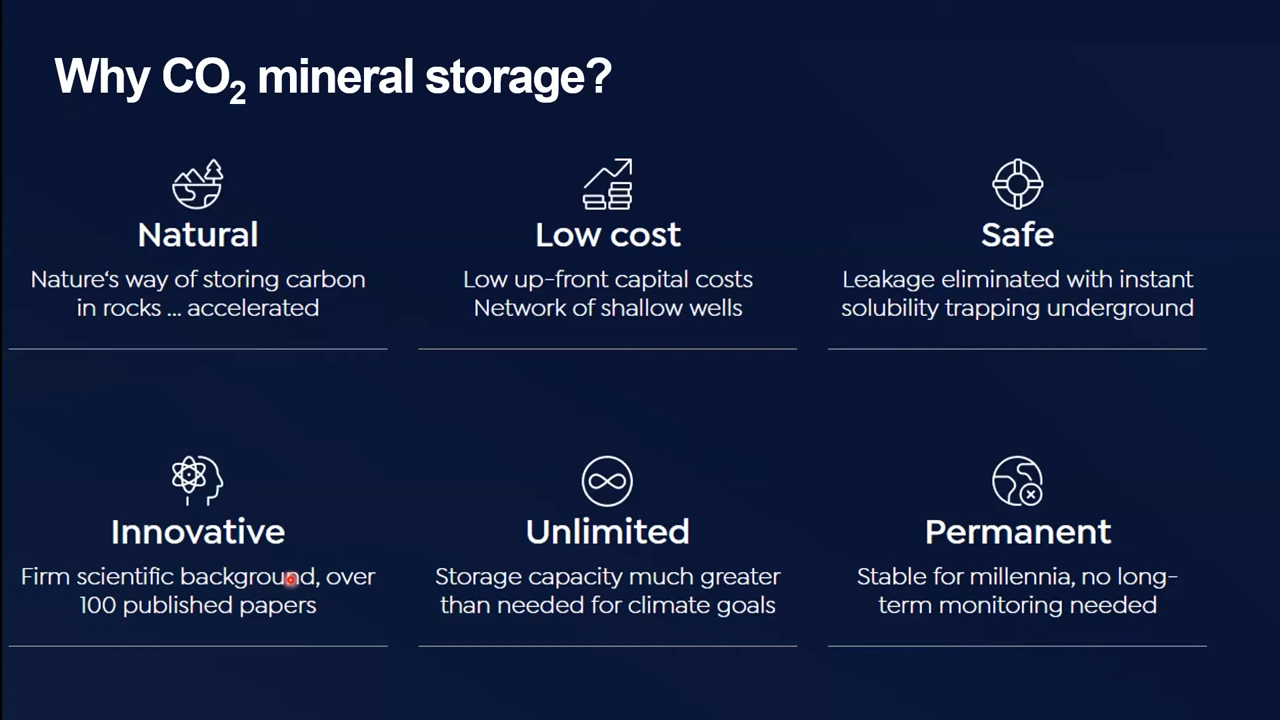 Why CO₂ mineral storage?
Natural
Nature‘s way of storing carbon
in rocks ... accelerated
Low cost
Low up-front capital costs
Network of shallow wells
Safe
Leakage eliminated with instant
solubility trapping underground
Innovative
Firm scientific background, over
100 published papers
Unlimited
Storage capacity much greater
than needed for climate goals
Permanent
Stable for millennia, no long-
term monitoring needed